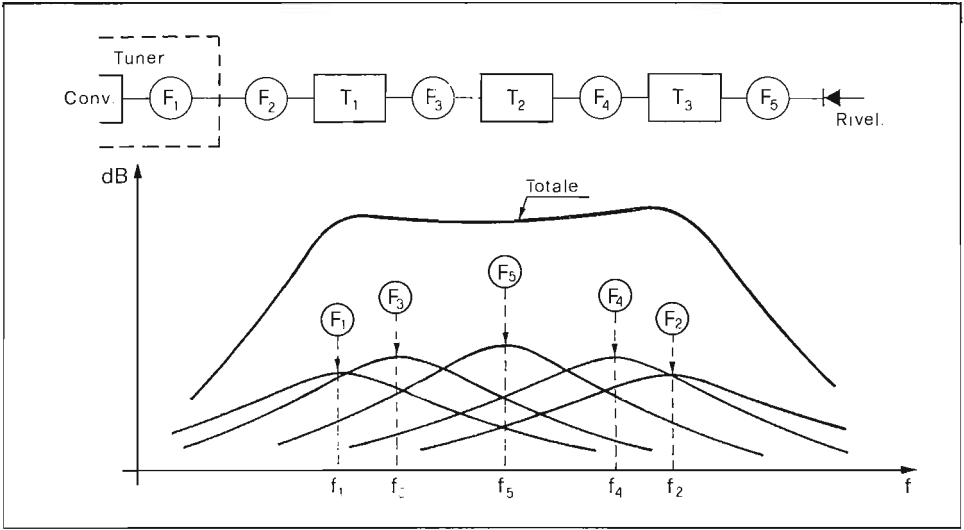 Tuner
Conv. F₁ F₂ T₁ F₃ T₂ F₄ T₃ F₅
Rivel.
dB
Totale
F₅
F₃ F₄
F₁ F₂
f₁ f₅ f₄ f₂ f